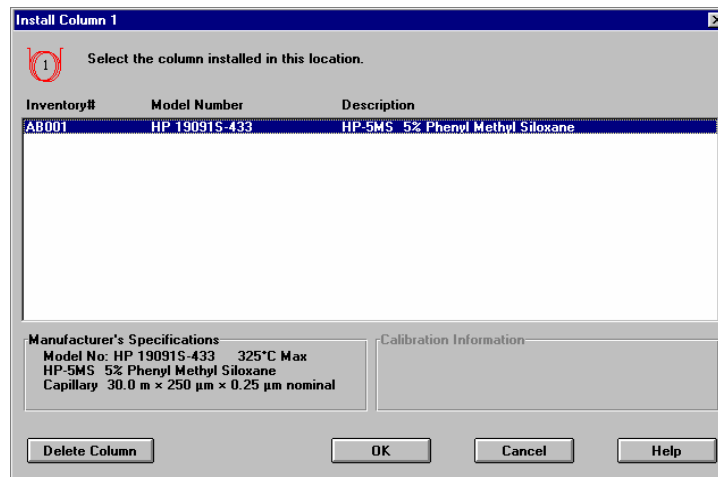 Install Column 1
1
Select the column installed in this location.
Inventory# Model Number Description
AB001 HP 19091S-433 HP-5MS 5% Phenyl Methyl Siloxane
Manufacturer's Specifications
Model No: HP 19091S-433 325°C Max
HP-5MS 5% Phenyl Methyl Siloxane
Capillary 30.0 m × 250 µm × 0.25 µm nominal
Calibration Information
Delete Column OK Cancel Help